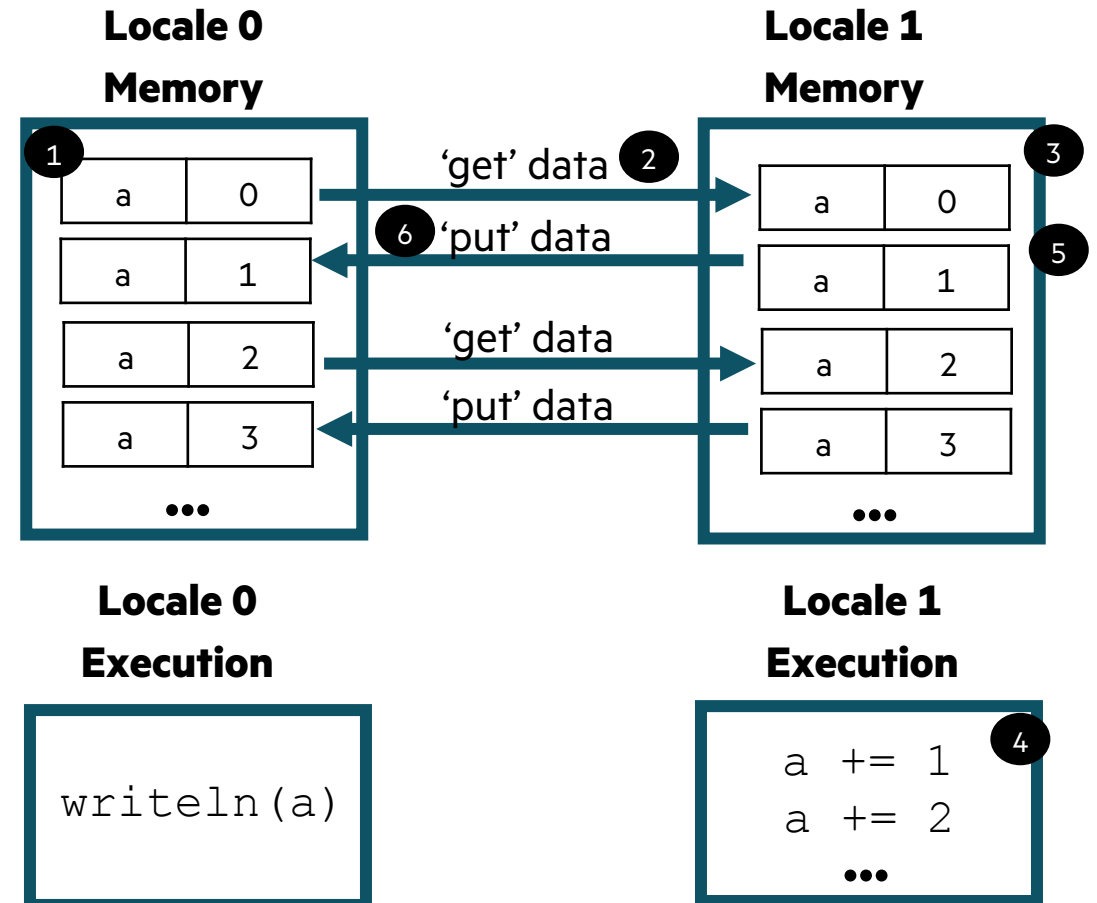 Locale 0
Memory
Locale 1
Memory
1
a 0
a 1
a 2
a 3
•••
'get' data 2
6 'put' data
'get' data
'put' data
3
a 0
5
a 1
a 2
a 3
•••
Locale 0
Execution
writeln(a)
Locale 1
Execution
4
a += 1
a += 2
•••